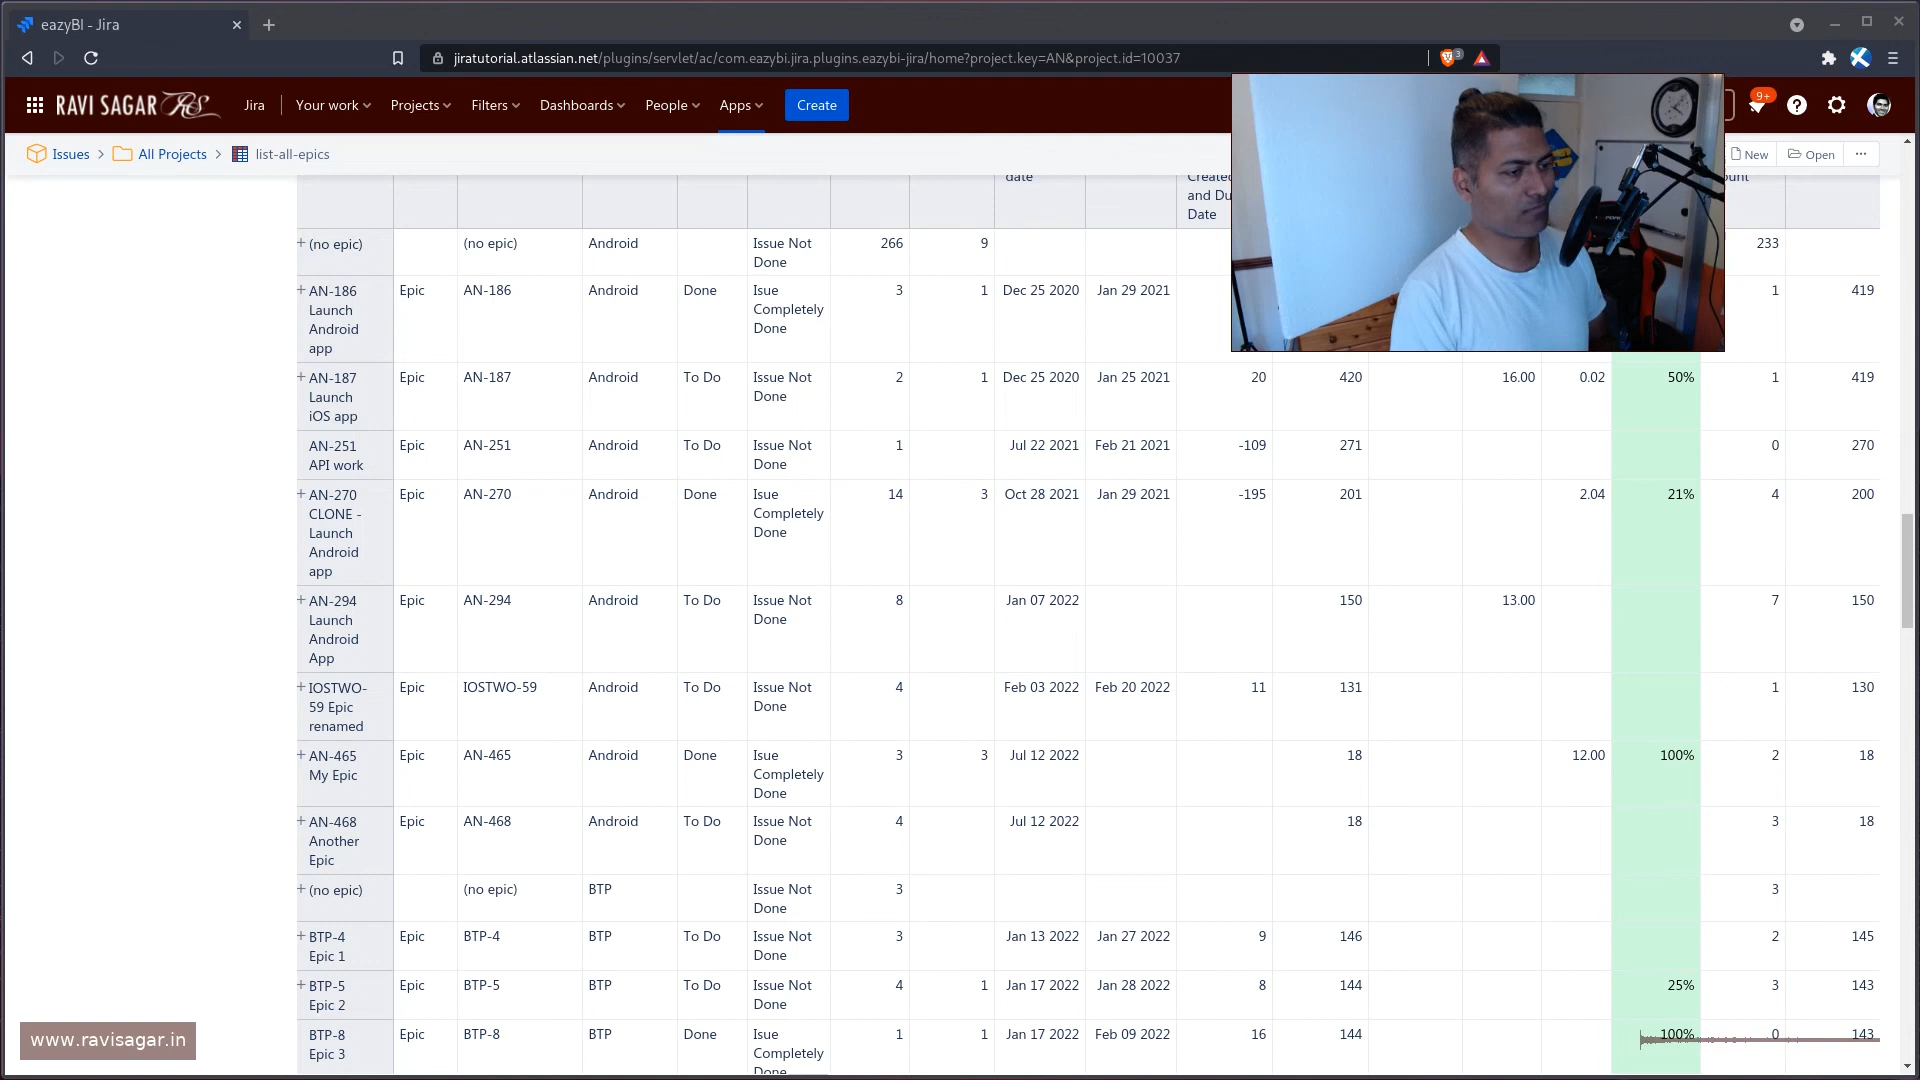 eazyBI - Jira
jiratutorial.atlassian.net/plugins/servlet/ac/com.eazybi.jira.plugins.eazybi-jira/home?project.key=AN&project.id=10037
3
RAVI SAGAR RS Jira Your work Projects Filters Dashboards People Apps Create 9+
Issues > All Projects > list-all-epics New Open ...
date Created
and Du
Date
(no epic) (no epic) Android Issue Not Done 266 9 233
AN-186 Launch Android app Epic AN-186 Android Done Isue Completely Done 3 1 Dec 25 2020 Jan 29 2021 1 419
AN-187 Launch iOS app Epic AN-187 Android To Do Issue Not Done 2 1 Dec 25 2020 Jan 25 2021 20 420 16.00 0.02 50% 1 419
AN-251 API work Epic AN-251 Android To Do Issue Not Done 1 Jul 22 2021 Feb 21 2021 -109 271 0 270
AN-270 CLONE - Launch Android app Epic AN-270 Android Done Isue Completely Done 14 3 Oct 28 2021 Jan 29 2021 -195 201 2.04 21% 4 200
AN-294 Launch Android App Epic AN-294 Android To Do Issue Not Done 8 Jan 07 2022 150 13.00 7 150
IOSTWO-59 Epic renamed Epic IOSTWO-59 Android To Do Issue Not Done 4 Feb 03 2022 Feb 20 2022 11 131 1 130
AN-465 My Epic Epic AN-465 Android Done Isue Completely Done 3 3 Jul 12 2022 18 12.00 100% 2 18
AN-468 Another Epic Epic AN-468 Android To Do Issue Not Done 4 Jul 12 2022 18 3 18
(no epic) (no epic) BTP Issue Not Done 3 3
BTP-4 Epic 1 Epic BTP-4 BTP To Do Issue Not Done 3 Jan 13 2022 Jan 27 2022 9 146 2 145
BTP-5 Epic 2 Epic BTP-5 BTP To Do Issue Not Done 4 1 Jan 17 2022 Jan 28 2022 8 144 25% 3 143
BTP-8 Epic 3 Epic BTP-8 BTP Done Isue Completely Done 1 1 Jan 17 2022 Feb 09 2022 16 144 100% 0 143
www.ravisagar.in